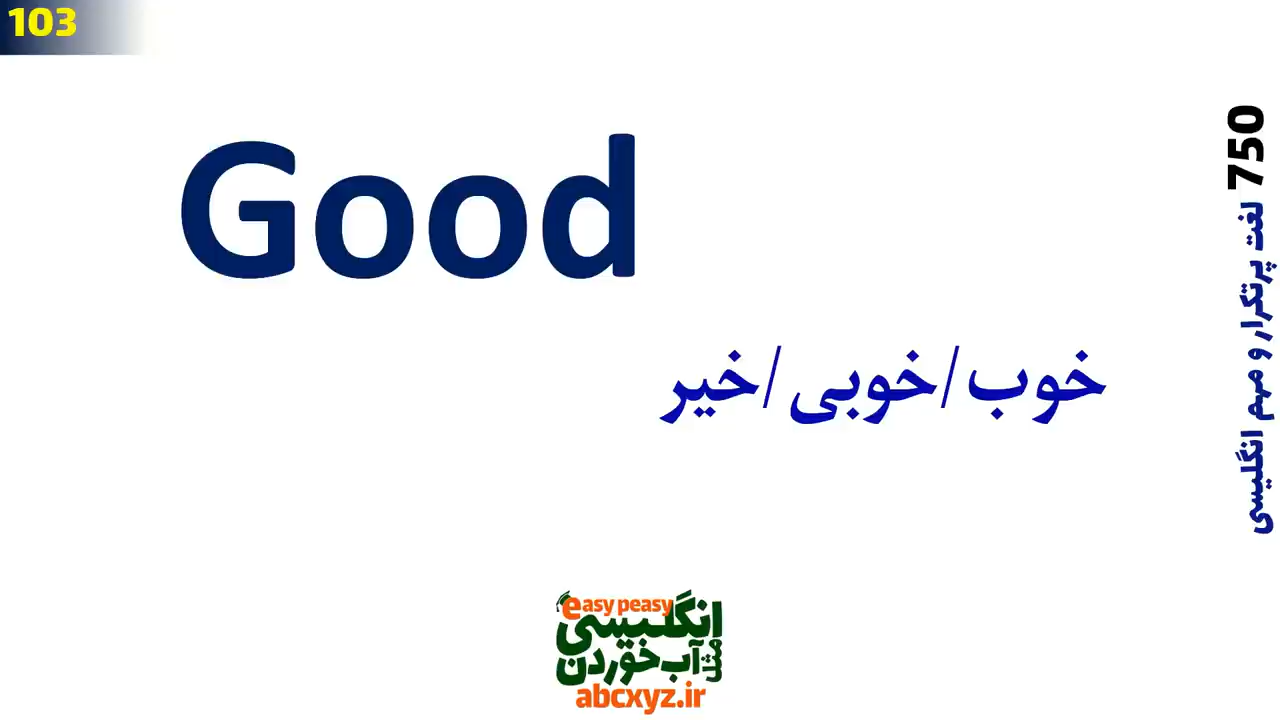 103
Good
خوب/خوبی/خیر
750 لغت پرتکرار و مهم انگلیسی
easy peasy
انگلیسی
مثل
آب خوردن
abcxyz.ir